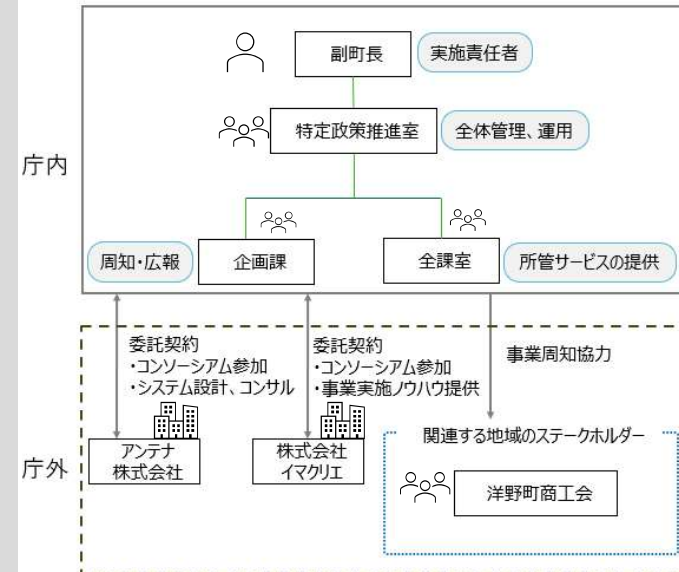 副町長
実施責任者
特定政策推進室
全体管理、運用
庁内
周知・広報
企画課
全課室
所管サービスの提供
委託契約
・コンソーシアム参加
・システム設計、コンサル
委託契約
・コンソーシアム参加
・事業実施ノウハウ提供
事業周知協力
庁外
アンテナ
株式会社
株式会社
イマクリエ
関連する地域のステークホルダー
洋野町商工会